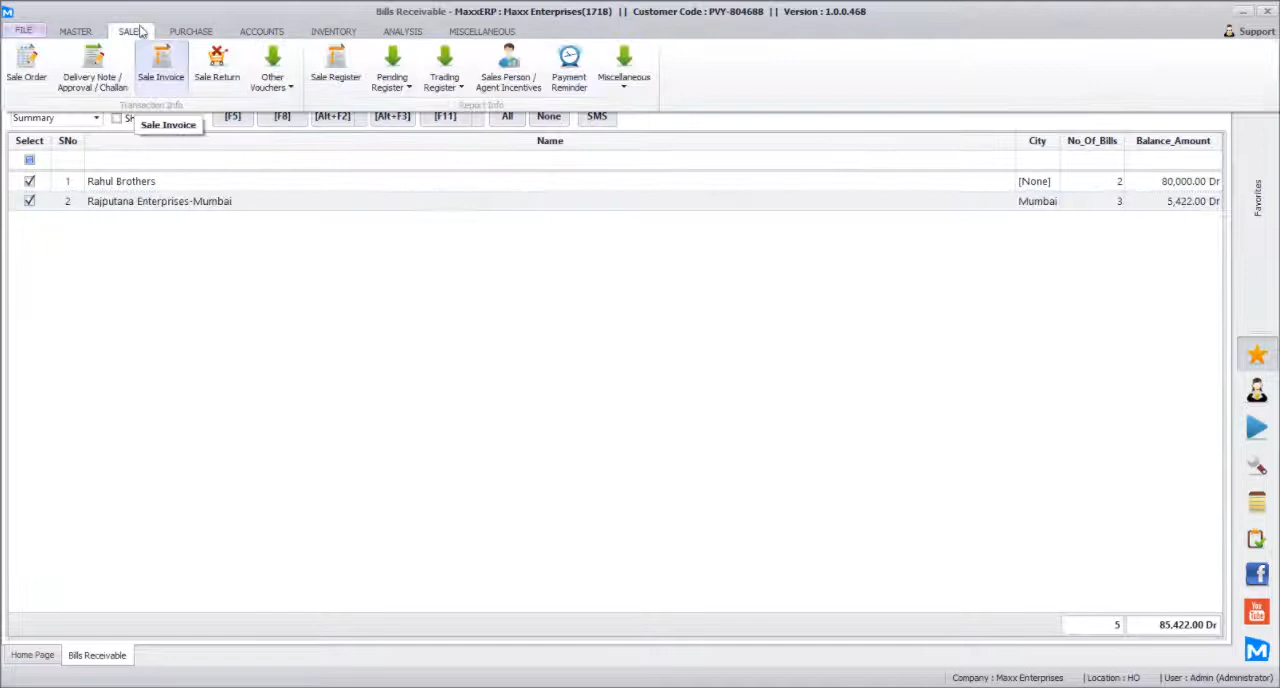 Bills Receivable - MaxxERP : Maxx Enterprises(1718) || Customer Code : PVY-804688 || Version : 1.0.0.468
FILE MASTER SALE PURCHASE ACCOUNTS INVENTORY ANALYSIS MISCELLANEOUS Support
Sale Order
Delivery Note /
Approval / Challan
Sale Invoice
Sale Return
Other
Vouchers
Sale Register
Pending
Register
Trading
Register
Sales Person /
Agent Incentives
Payment
Reminder
Miscellaneous
Transaction Info Report Info
Summary [F5] [F8] [Alt+F2] [Alt+F3] [F11] All None SMS
Sale Invoice
Select SNo Name City No_Of_Bills Balance_Amount
1 Rahul Brothers [None] 2 80,000.00 Dr
2 Rajputana Enterprises-Mumbai Mumbai 3 5,422.00 Dr
Favorites
You
Tube
5 85,422.00 Dr
Home Page Bills Receivable
Company : Maxx Enterprises | Location : HO | User : Admin (Administrator)